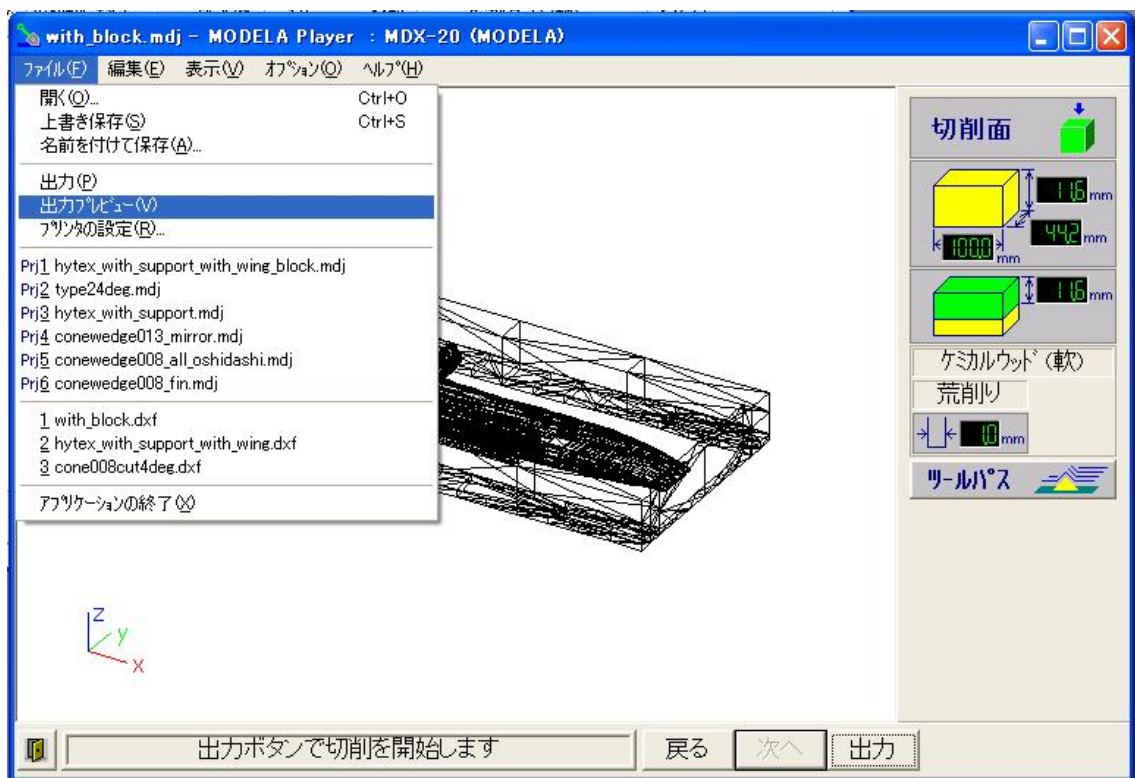 with_block.mdj - MODELA Player : MDX-20 (MODELA)
ファイル(F) 編集(E) 表示(V) オプション(O) ヘルプ(H)
開く(O)... Ctrl+O
上書き保存(S) Ctrl+S
名前を付けて保存(A)...
出力(P)
出力プレビュー(V)
プリンタの設定(R)...
Prj1 hytex_with_support_with_wing_block.mdj
Prj2 type24deg.mdj
Prj3 hytex_with_support.mdj
Prj4 conewedge013_mirror.mdj
Prj5 conewedge008_all_oshidashi.mdj
Prj6 conewedge008_fin.mdj
1 with_block.dxf
2 hytex_with_support_with_wing.dxf
3 cone008cut4deg.dxf
アプリケーションの終了(X)
切削面
11.6 mm
44.2 mm
100.0 mm
11.6 mm
ケミカルウッド(軟)
荒削り
1.0 mm
ツールパス
Z
Y
X
出力ボタンで切削を開始します
戻る
次へ
出力